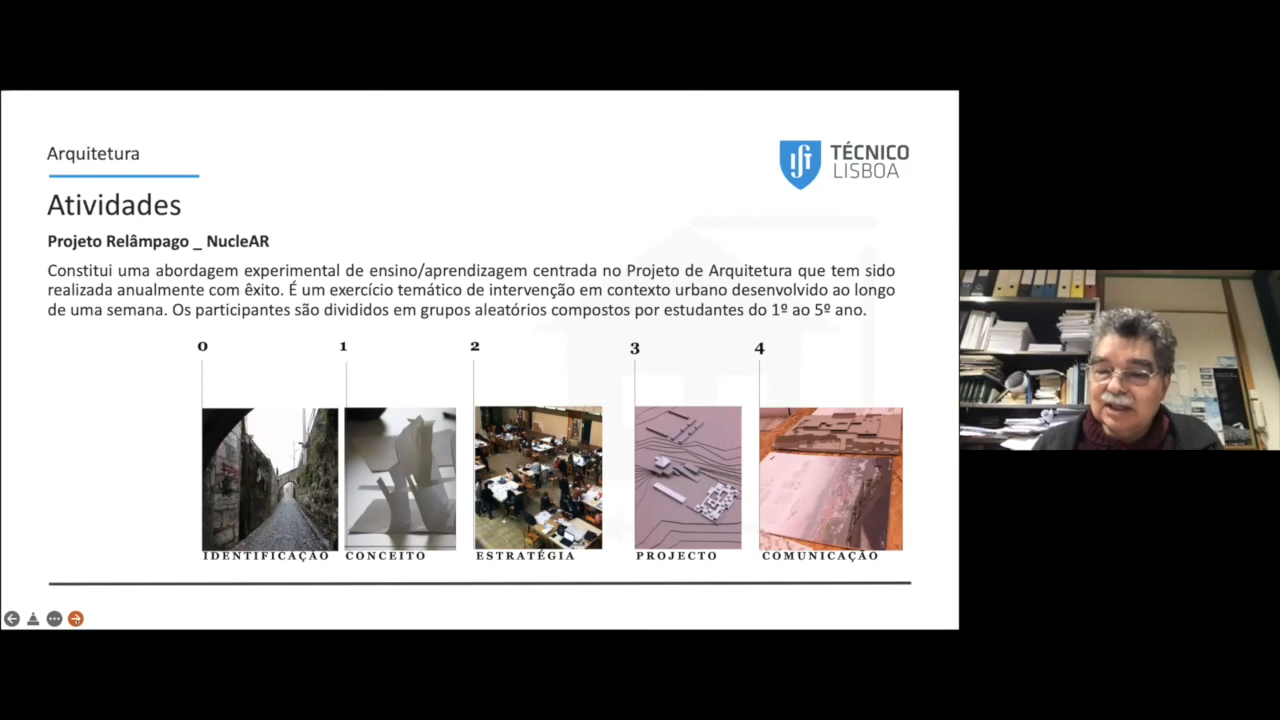 Arquitetura
TÉCNICO
LISBOA
Atividades
Projeto Relâmpago _ NucleAR
Constitui uma abordagem experimental de ensino/aprendizagem centrada no Projeto de Arquitetura que tem sido
realizada anualmente com êxito. É um exercício temático de intervenção em contexto urbano desenvolvido ao longo
de uma semana. Os participantes são divididos em grupos aleatórios compostos por estudantes do 1º ao 5º ano.
0 1 2 3 4
IDENTIFICAÇÃO CONCEITO ESTRATÉGIA PROJECTO COMUNICAÇÃO